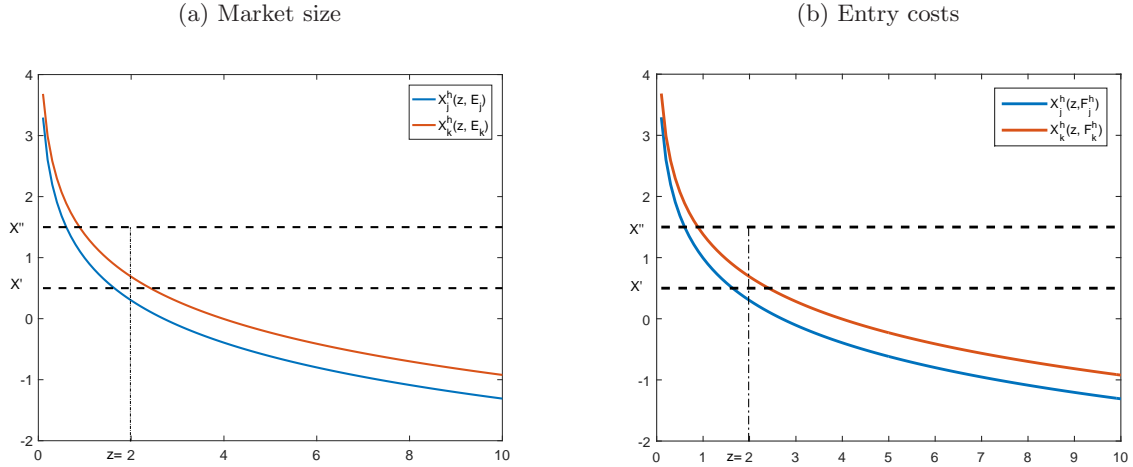 (a) Market size
4
3
2
1
0
-1
-2
X''
X'
0
z= 2
4
6
8
10
X_j^h(z, E_j)
X_k^h(z, E_k)
(b) Entry costs
4
3
2
1
0
-1
-2
X''
X'
0
1
z= 2
3
4
5
6
7
8
9
10
X_j^h(z,F_j^h)
X_k^h(z, F_k^h)